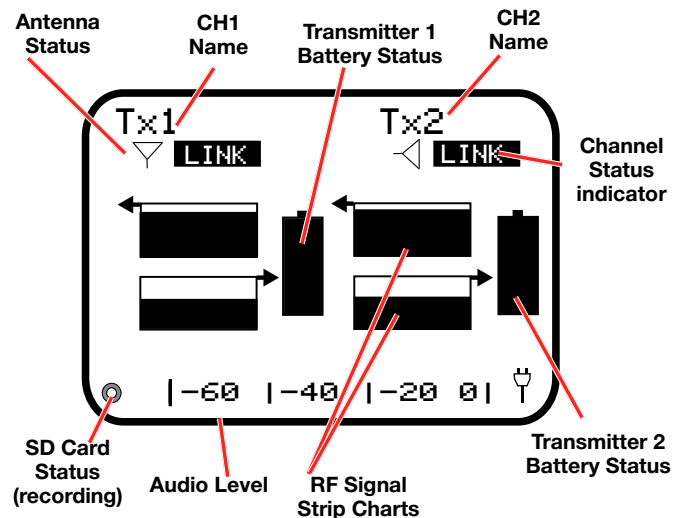 Antenna
Status
CH1
Name
Transmitter 1
Battery Status
CH2
Name
Tx1
Tx2
LINK
LINK
Channel
Status
indicator
|-60 |-40 |-20 0|
SD Card
Status
(recording)
Audio Level
RF Signal
Strip Charts
Transmitter 2
Battery Status